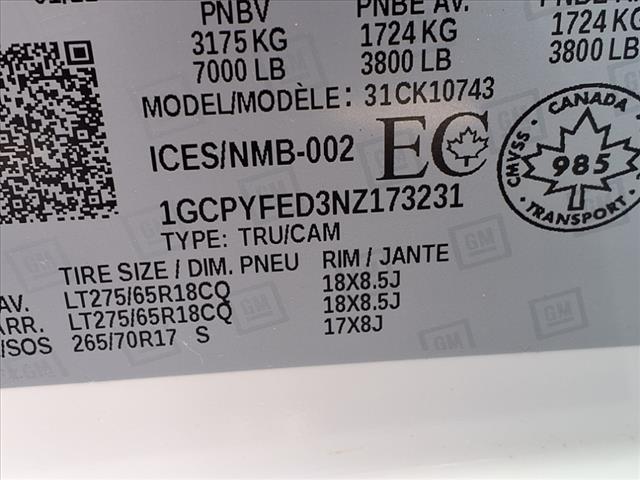 PNBV PNBE AV.
3175 KG 1724 KG 1724 KG
7000 LB 3800 LB 3800 LB
MODEL/MODÈLE : 31CK10743
ICES/NMB-002 EC
CANADA
CMVSS 985
TRANSPORT
1GCPYFED3NZ173231
TYPE: TRU/CAM
TIRE SIZE / DIM. PNEU RIM / JANTE
AV. LT275/65R18CQ 18X8.5J
ARR. LT275/65R18CQ 18X8.5J
/SOS 265/70R17 S 17X8J
GM